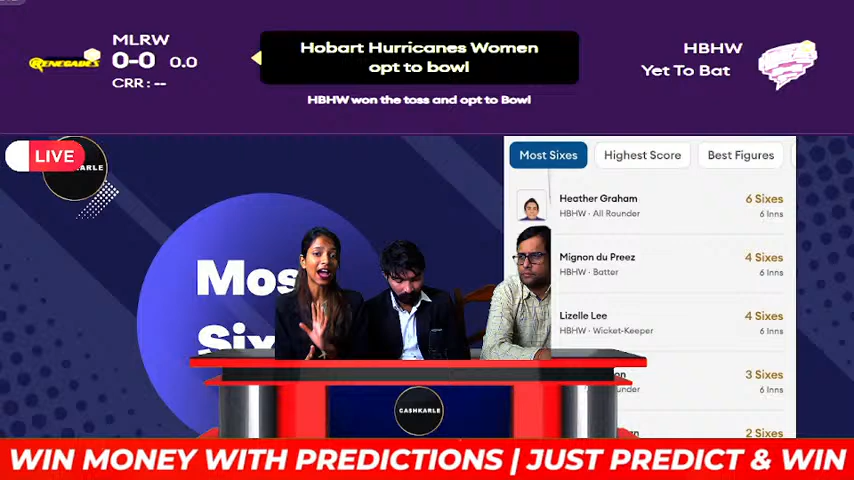 MLRW
0-0 0.0
CRR : --
RENEGADES
Hobart Hurricanes Women
opt to bowl
HBHW won the toss and opt to Bowl
HBHW
Yet To Bat
LIVE
Most Sixes
Highest Score
Best Figures
Heather Graham
6 Sixes
HBHW · All Rounder
6 Inns
Mignon du Preez
4 Sixes
HBHW · Batter
6 Inns
Lizelle Lee
4 Sixes
HBHW · Wicket-Keeper
6 Inns
3 Sixes
6 Inns
2 Sixes
CASHKARLE
WIN MONEY WITH PREDICTIONS | JUST PREDICT & WIN